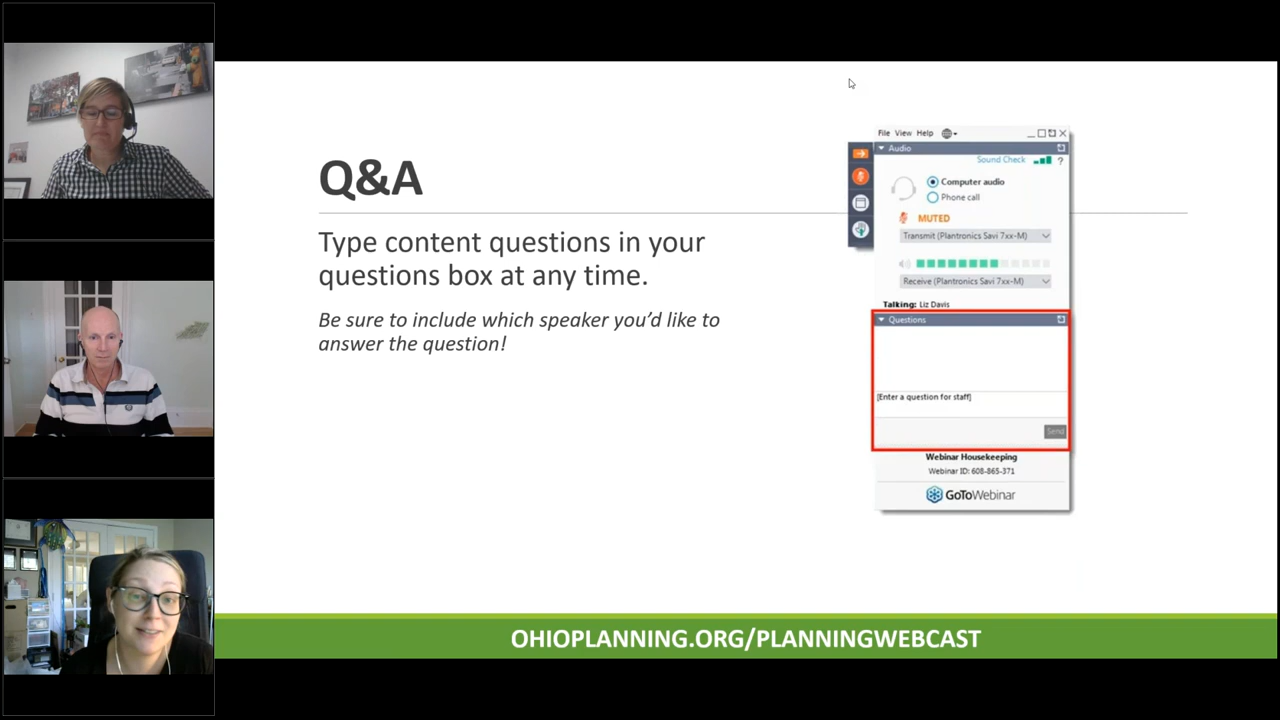 Q&A
Type content questions in your
questions box at any time.
Be sure to include which speaker you'd like to
answer the question!
File View Help
Audio
Sound Check
?
Computer audio
Phone call
MUTED
Transmit (Plantronics Savi 7xx-M)
Receive (Plantronics Savi 7xx-M)
Talking: Liz Davis
Questions
[Enter a question for staff]
Send
Webinar Housekeeping
Webinar ID: 608-865-371
GoToWebinar
OHIOPLANNING.ORG/PLANNINGWEBCAST